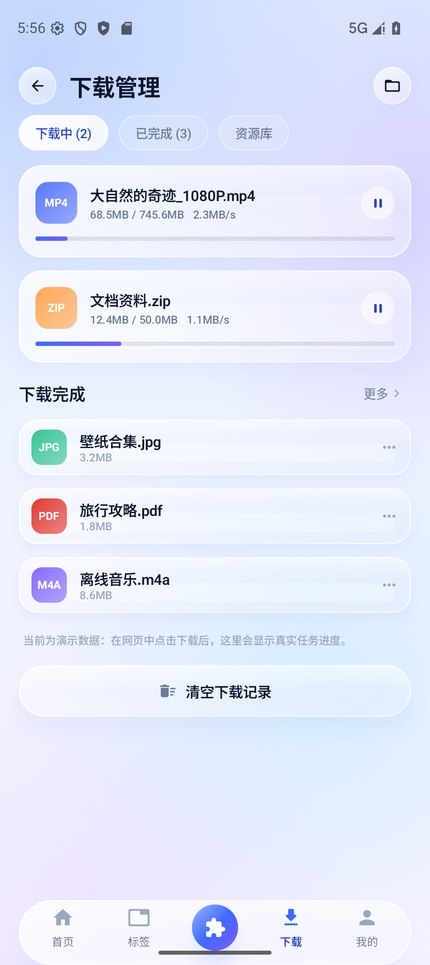 5:56
5G
下载管理
下载中 (2)
已完成 (3)
资源库
MP4
大自然的奇迹_1080P.mp4
68.5MB / 745.6MB 2.3MB/s
ZIP
文档资料.zip
12.4MB / 50.0MB 1.1MB/s
下载完成
更多
JPG
壁纸合集.jpg
3.2MB
PDF
旅行攻略.pdf
1.8MB
M4A
离线音乐.m4a
8.6MB
当前为演示数据：在网页中点击下载后，这里会显示真实任务进度。
清空下载记录
首页
标签
下载
我的